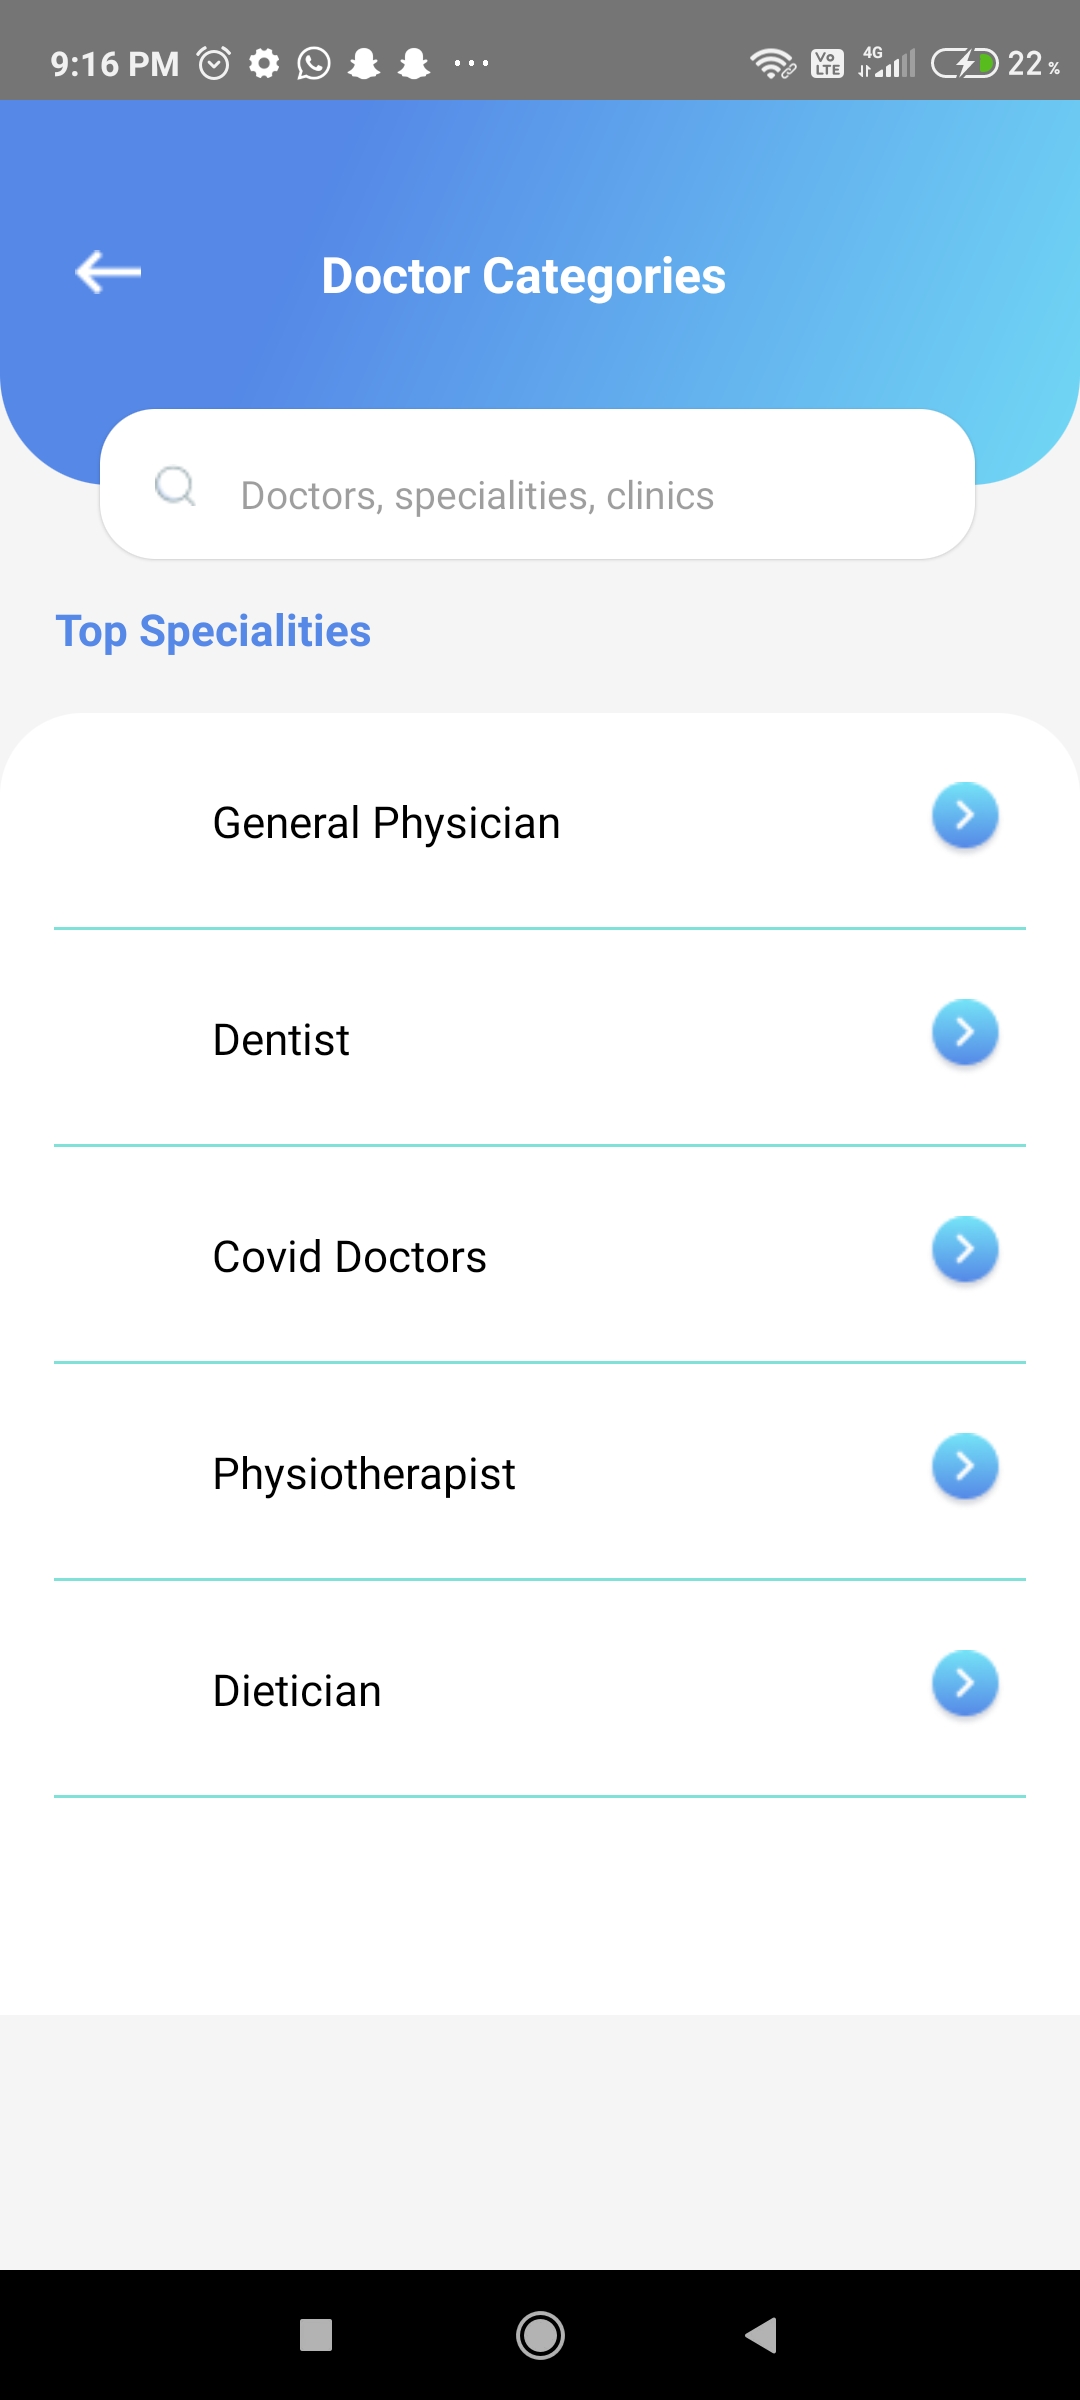 9:16 PM ... Vo LTE 4G 22 %
Doctor Categories
Doctors, specialities, clinics
Top Specialities
General Physician
Dentist
Covid Doctors
Physiotherapist
Dietician